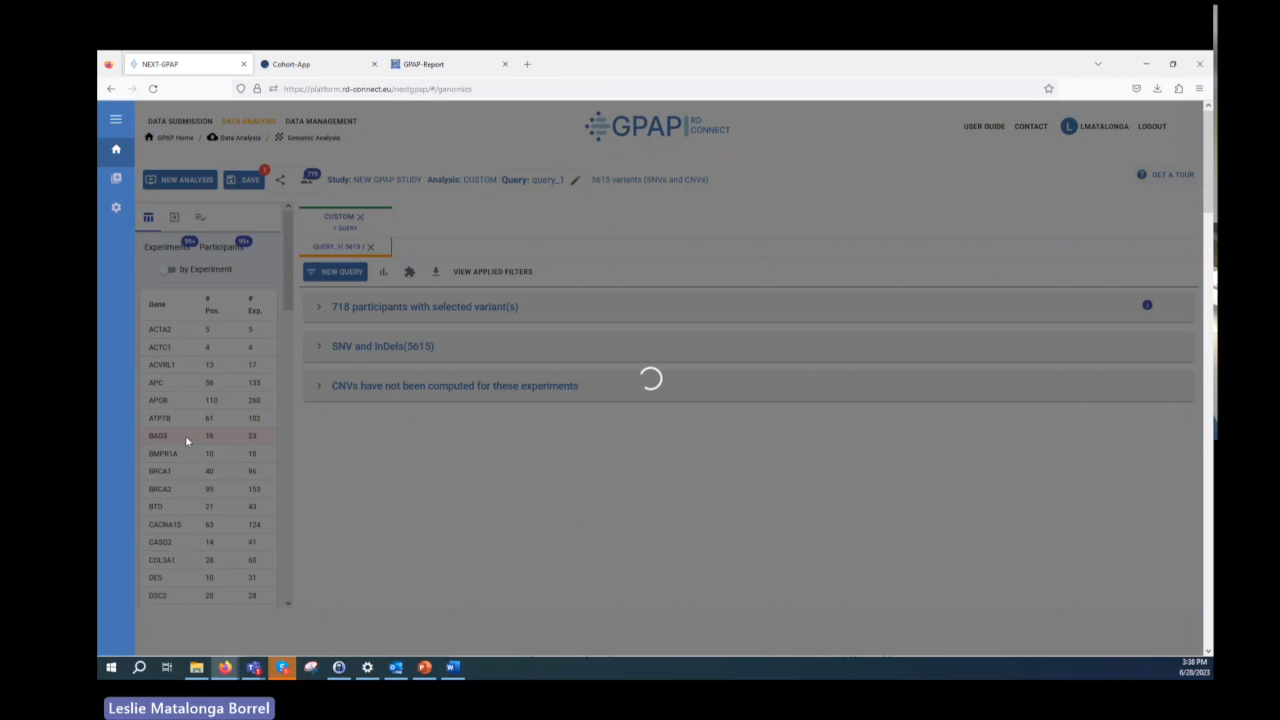 NEXT-GPAP
Cohort-App
GPAP-Report
https://platform.rd-connect.eu/nextgpap/#/genomics
DATA SUBMISSION DATA ANALYSIS DATA MANAGEMENT
GPAP Home / Data Analysis / Genomic Analysis
GPAP RD CONNECT
USER GUIDE CONTACT L LMATALONGA LOGOUT
NEW ANALYSIS SAVE 1 719 Study: NEW GPAP STUDY Analysis: CUSTOM Query: query_1 5615 variants (SNVs and CNVs)
? GET A TOUR
CUSTOM
1 QUERY
QUERY_1( 5615 )
Experiments 99+ Participants 99+
by Experiment
NEW QUERY VIEW APPLIED FILTERS
718 participants with selected variant(s)
SNV and InDels(5615)
CNVs have not been computed for these experiments
Gene # Pos. # Exp.
ACTA2 5 5
ACTC1 4 4
ACVRL1 13 17
APC 56 135
APOB 110 260
ATP7B 61 102
BAG3 16 23
BMPR1A 10 10
BRCA1 40 96
BRCA2 95 153
BTD 21 43
CACNA1S 63 124
CASQ2 14 41
COL3A1 28 60
DES 10 31
DSC2 20 28
3:38 PM
6/28/2023
Leslie Matalonga Borrel